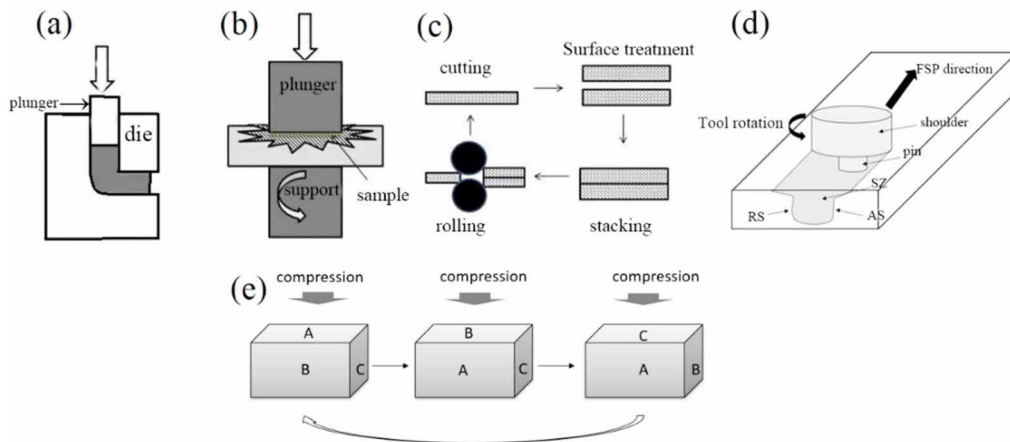 (a)
plunger
die
(b)
plunger
support
sample
(c)
cutting
Surface treatment
rolling
stacking
(d)
FSP direction
Tool rotation
shoulder
pin
SZ
RS
AS
(e)
compression
compression
compression
A
B
C
B
A
C
C
A
B